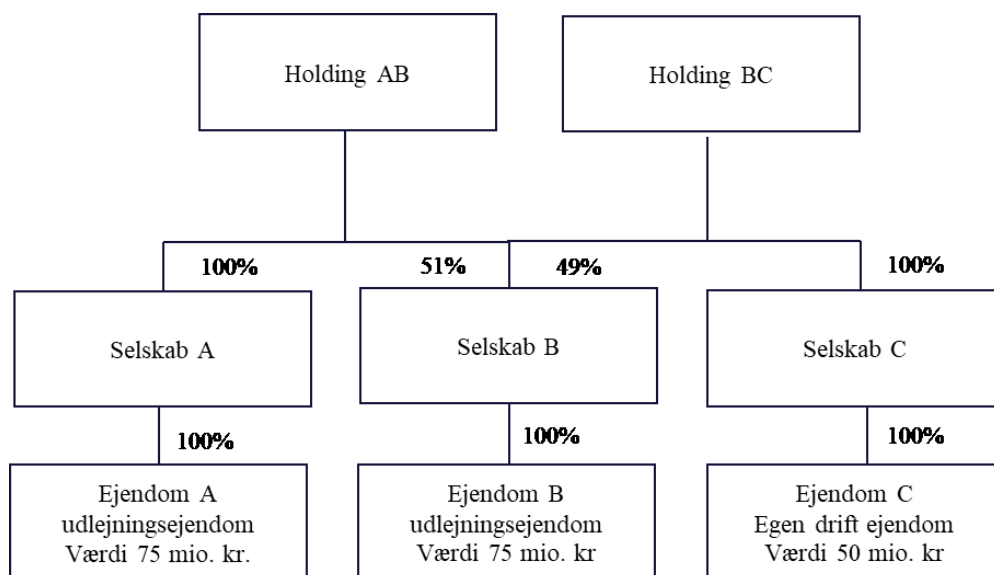 Holding AB
Holding BC
100%
51%
49%
100%
Selskab A
Selskab B
Selskab C
100%
100%
100%
Ejendom A
udlejningsejendom
Værdi 75 mio. kr.
Ejendom B
udlejningsejendom
Værdi 75 mio. kr
Ejendom C
Egen drift ejendom
Værdi 50 mio. kr